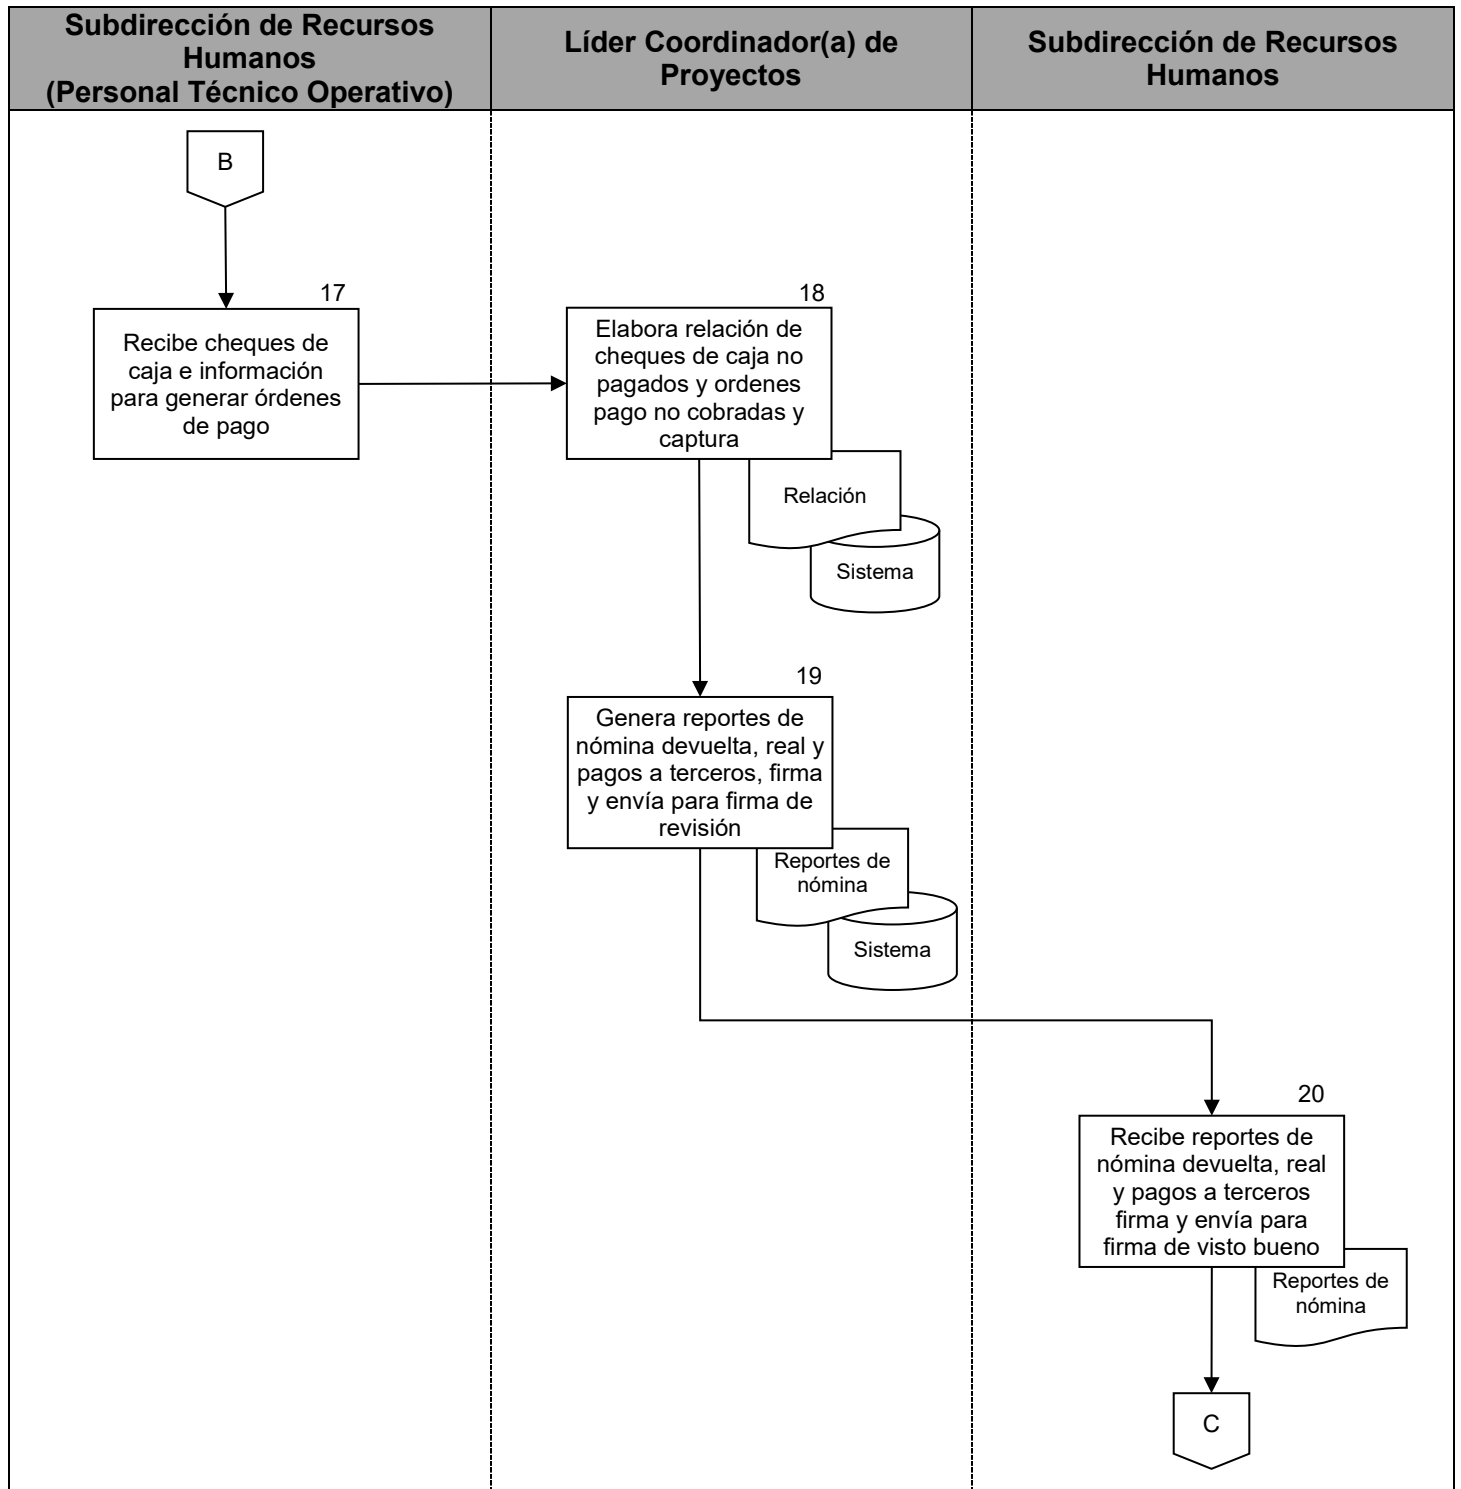 Subdirección de Recursos
Humanos
(Personal Técnico Operativo)
Líder Coordinador(a) de
Proyectos
Subdirección de Recursos
Humanos
B
17
Recibe cheques de
caja e información
para generar órdenes
de pago
18
Elabora relación de
cheques de caja no
pagados y ordenes
pago no cobradas y
captura
Relación
Sistema
19
Genera reportes de
nómina devuelta, real y
pagos a terceros, firma
y envía para firma de
revisión
Reportes de
nómina
Sistema
20
Recibe reportes de
nómina devuelta, real
y pagos a terceros
firma y envía para
firma de visto bueno
Reportes de
nómina
C